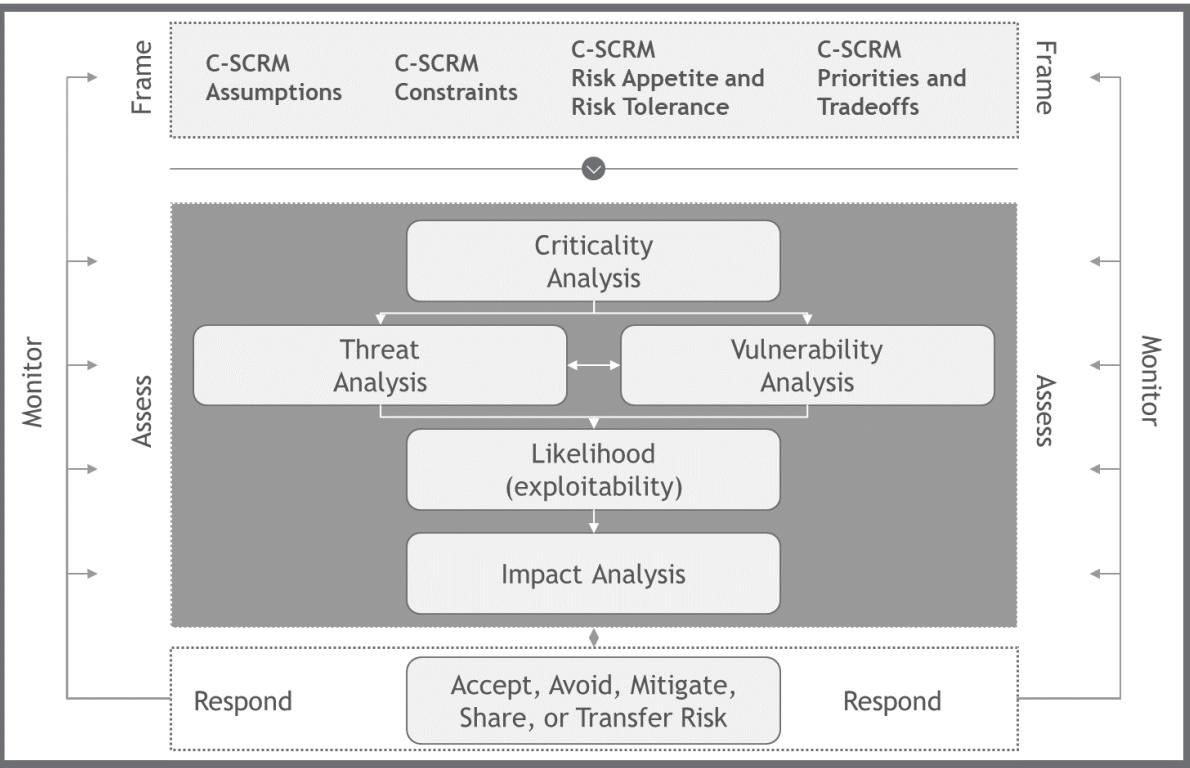 Frame
C-SCRM
Assumptions
C-SCRM
Constraints
C-SCRM
Risk Appetite and
Risk Tolerance
C-SCRM
Priorities and
Tradeoffs
Frame
Monitor
Assess
Criticality
Analysis
Threat
Analysis
Vulnerability
Analysis
Likelihood
(exploitability)
Impact Analysis
Assess
Monitor
Respond
Accept, Avoid, Mitigate,
Share, or Transfer Risk
Respond